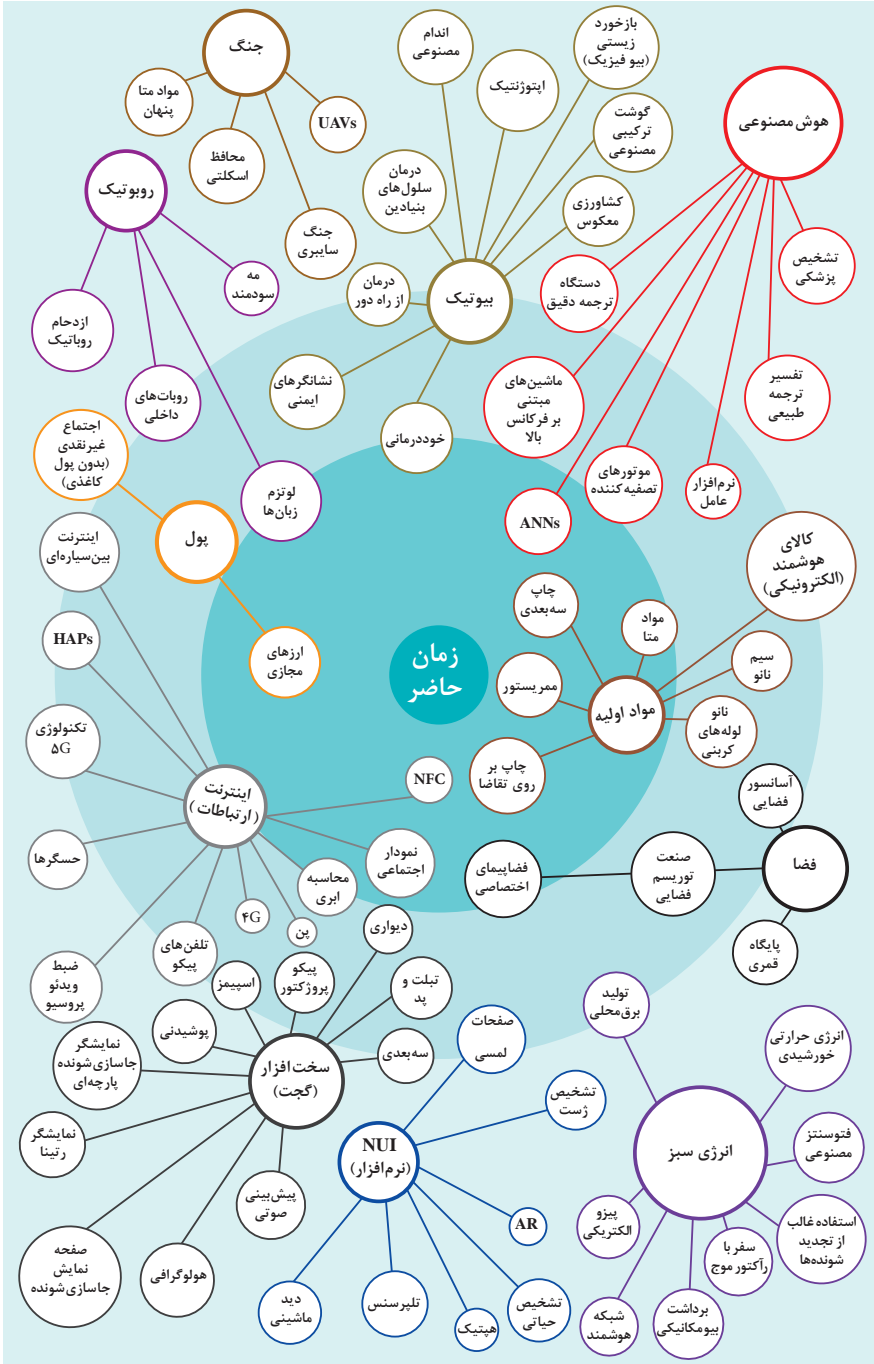 جنگ
مواد متا
پنهان
محافظ
اسکلتی
جنگ
سایبری
UAVs
روبوتیک
ازدحام
روباتیک
روبات‌های
داخلی
لوتزم
زبان‌ها
مه
سودمند
بیوتیک
اندام
مصنوعی
اپتوژنتیک
بازخورد
زیستی
(بیو فیزیک)
گوشت
ترکیبی
مصنوعی
کشاورزی
معکوس
درمان
سلول‌های
بنیادین
درمان
از راه دور
نشانگرهای
ایمنی
خوددرمانی
هوش مصنوعی
تشخیص
پزشکی
دستگاه
ترجمه دقیق
تفسیر
ترجمه
طبیعی
ماشین‌های
مبتنی
بر فرکانس
بالا
موتورهای
تصفیه‌کننده
نرم‌افزار
عامل
ANNs
پول
اجتماع
غیرنقدی
(بدون پول
کاغذی)
ارزهای
مجازی
زمان
حاضر
مواد اولیه
کالای
هوشمند
(الکترونیکی)
چاپ
سه‌بعدی
مواد
متا
سیم
نانو
ممریستور
نانو
لوله‌های
کربنی
چاپ بر
روی تقاضا
اینترنت
(ارتباطات)
اینترنت
بین‌سیاره‌ای
HAPs
تکنولوژی
۵G
حسگرها
ضبط
ویدئو
پروسیو
تلفن‌های
پیکو
۴G
پن
محاسبه
ابری
نمودار
اجتماعی
NFC
فضا
آسانسور
فضایی
صنعت
توریسم
فضایی
فضاپیمای
اختصاصی
پایگاه
قمری
سخت‌افزار
(گجت)
دیواری
پیکو
پروژکتور
اسپیمز
تبلت و
پد
پوشیدنی
سه‌بعدی
نمایشگر
جاسازی‌شونده
پارچه‌ای
نمایشگر
رتینا
صفحه
نمایش
جاسازی‌شونده
هولوگرافی
پیش‌بینی
صوتی
NUI
(نرم‌افزار)
صفحات
لمسی
تشخیص
ژست
AR
تشخیص
حیاتی
هپتیک
تلپرسنس
دید
ماشینی
انرژی سبز
تولید
برق‌محلی
انرژی حرارتی
خورشیدی
فتوسنتز
مصنوعی
استفاده غالب
از تجدید
شونده‌ها
سفر با
رآکتور موج
برداشت
بیومکانیکی
شبکه
هوشمند
پیزو
الکتریکی